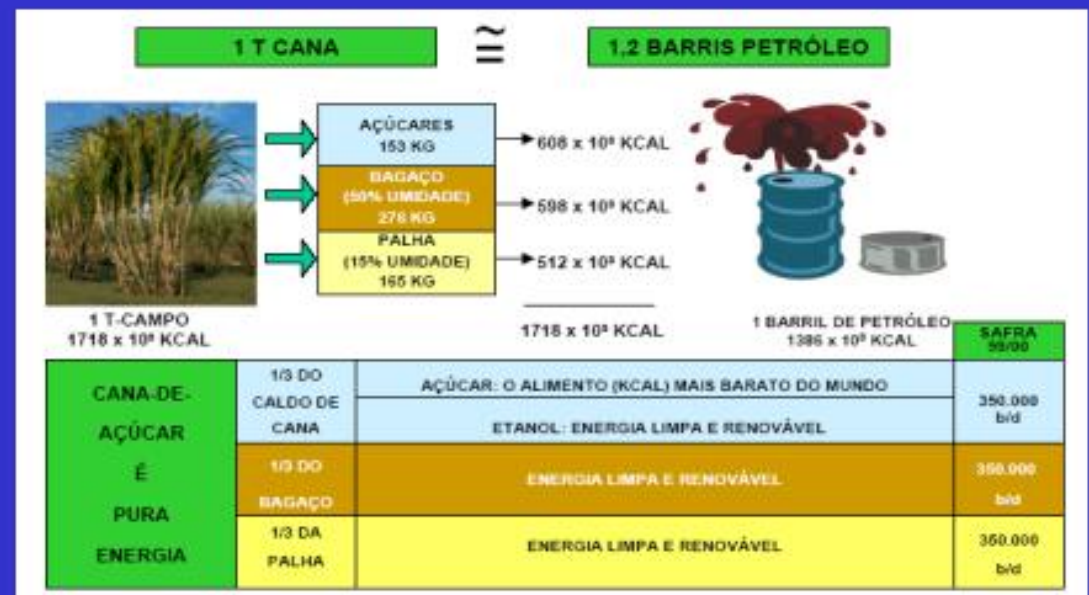 1 T CANA
≅
1,2 BARRIS PETRÓLEO
AÇÚCARES
153 KG
608 x 10³ KCAL
BAGAÇO
(50% UMIDADE)
276 KG
598 x 10³ KCAL
PALHA
(15% UMIDADE)
165 KG
512 x 10³ KCAL
1 T-CAMPO
1718 x 10³ KCAL
1718 x 10³ KCAL
1 BARRIL DE PETRÓLEO
1386 x 10³ KCAL
SAFRA
99/00
CANA-DE-
AÇÚCAR
É
PURA
ENERGIA
1/3 DO
CALDO DE
CANA
AÇÚCAR: O ALIMENTO (KCAL) MAIS BARATO DO MUNDO
ETANOL: ENERGIA LIMPA E RENOVÁVEL
350.000
b/d
1/3 DO
BAGAÇO
ENERGIA LIMPA E RENOVÁVEL
350.000
b/d
1/3 DA
PALHA
ENERGIA LIMPA E RENOVÁVEL
350.000
b/d